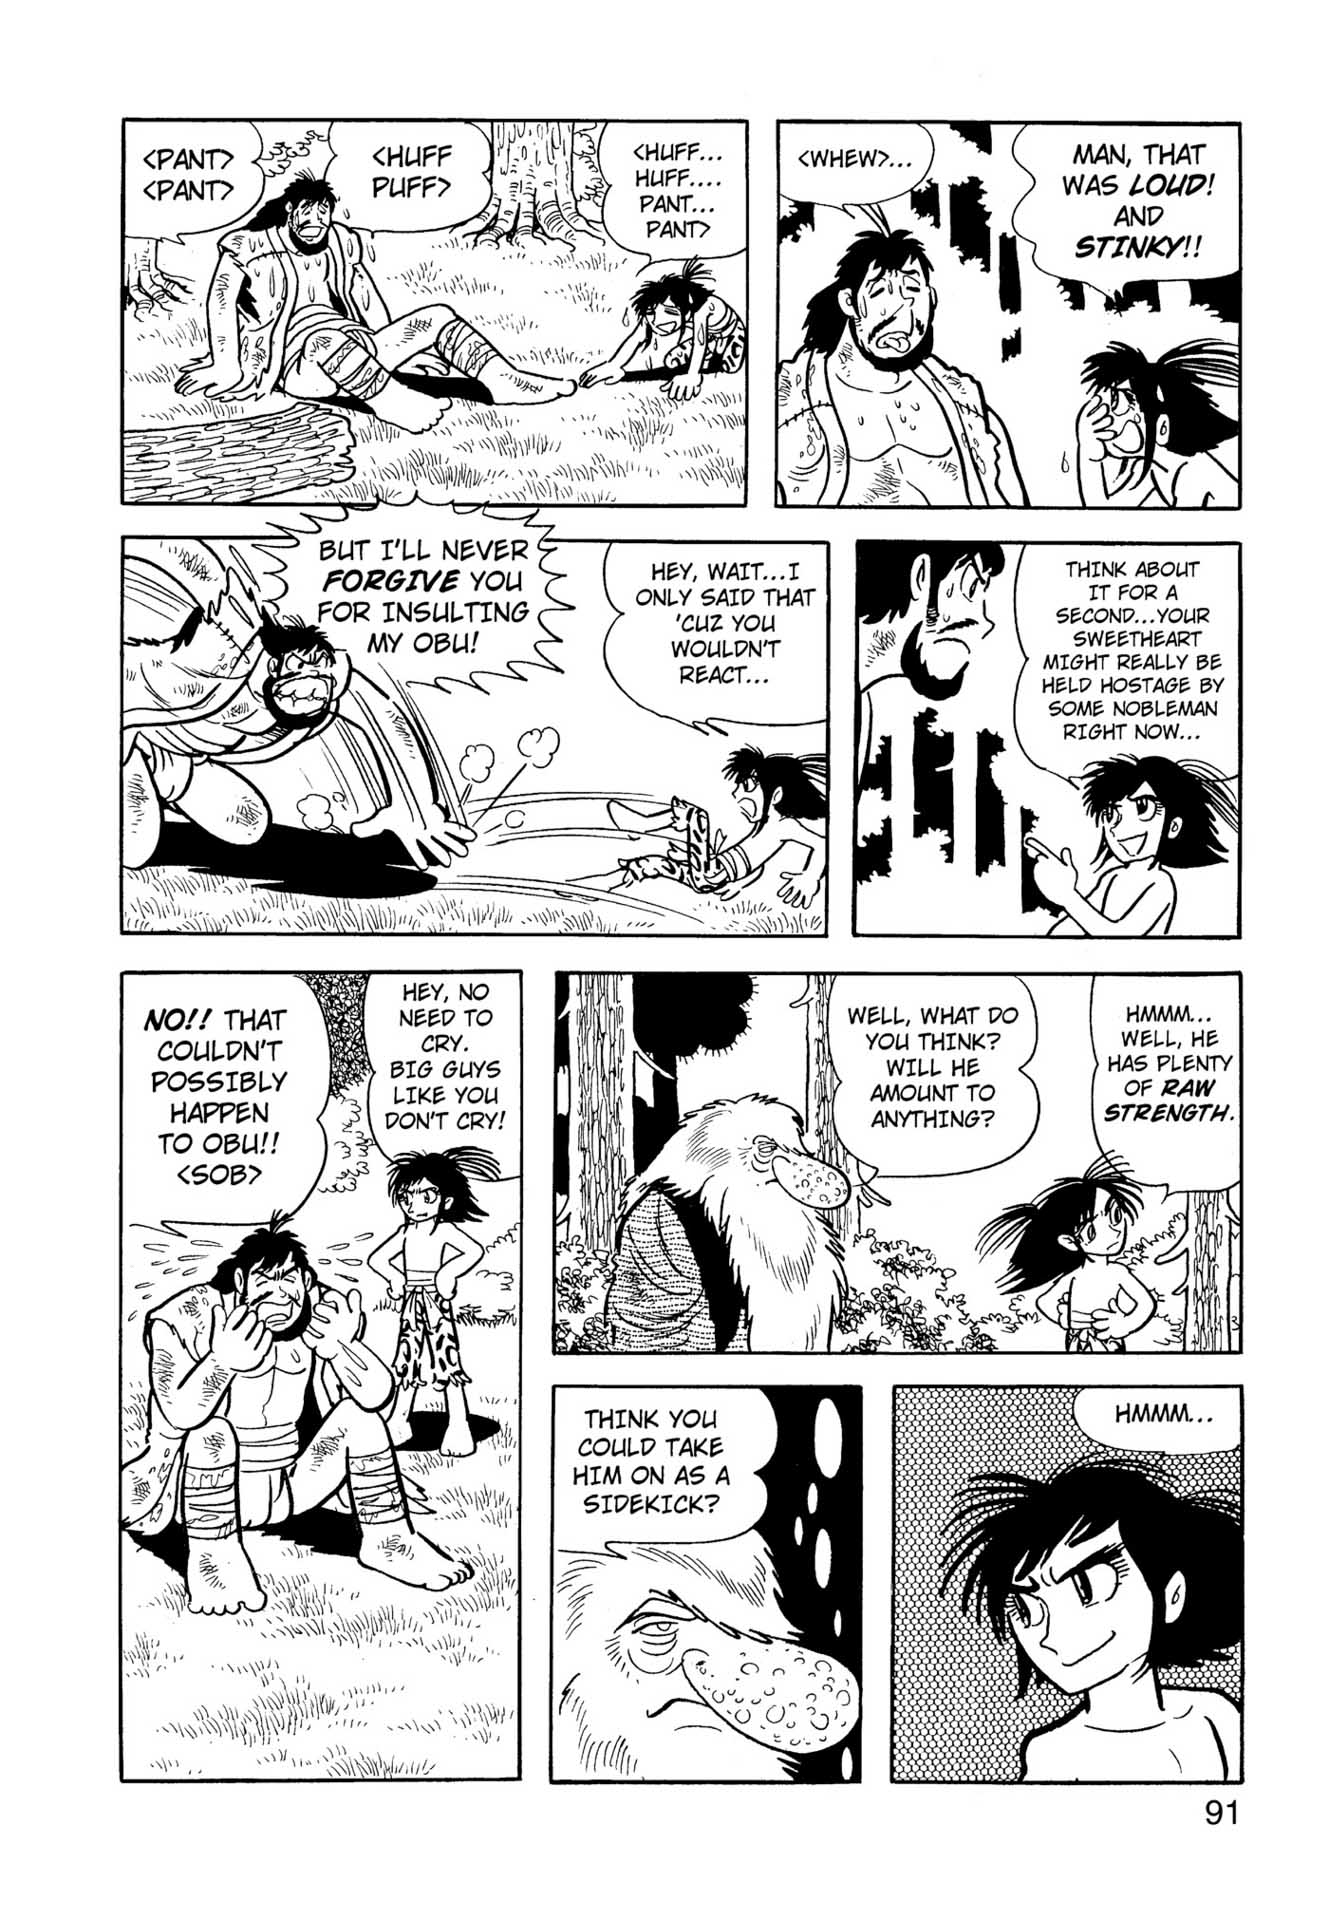 <PANT>
<PANT>
<HUFF
PUFF>
<HUFF...
HUFF....
PANT...
PANT>
<WHEW>...
MAN, THAT
WAS LOUD!
AND
STINKY!!
BUT I'LL NEVER
FORGIVE YOU
FOR INSULTING
MY OBU!
HEY, WAIT...I
ONLY SAID THAT
'CUZ YOU
WOULDN'T
REACT...
THINK ABOUT
IT FOR A
SECOND...YOUR
SWEETHEART
MIGHT REALLY BE
HELD HOSTAGE BY
SOME NOBLEMAN
RIGHT NOW...
NO!! THAT
COULDN'T
POSSIBLY
HAPPEN
TO OBU!!
<SOB>
HEY, NO
NEED TO
CRY.
BIG GUYS
LIKE YOU
DON'T CRY!
WELL, WHAT DO
YOU THINK?
WILL HE
AMOUNT TO
ANYTHING?
HMMM...
WELL, HE
HAS PLENTY
OF RAW
STRENGTH.
THINK YOU
COULD TAKE
HIM ON AS A
SIDEKICK?
HMMM...
91